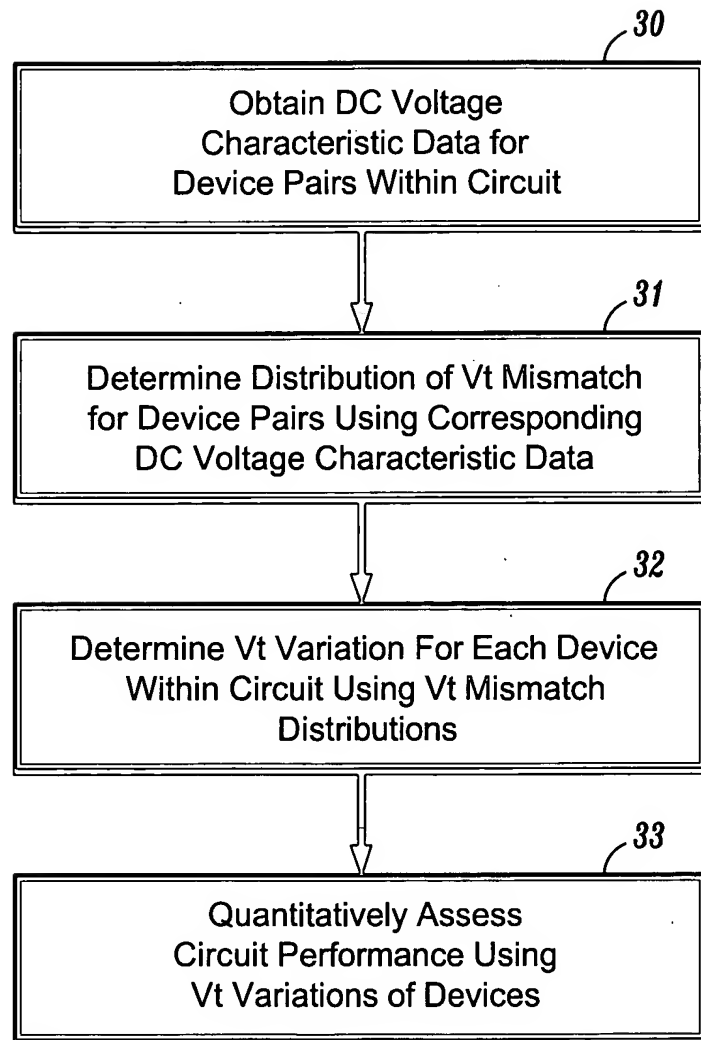 30
Obtain DC Voltage
Characteristic Data for
Device Pairs Within Circuit
31
Determine Distribution of Vt Mismatch
for Device Pairs Using Corresponding
DC Voltage Characteristic Data
32
Determine Vt Variation For Each Device
Within Circuit Using Vt Mismatch
Distributions
33
Quantitatively Assess
Circuit Performance Using
Vt Variations of Devices